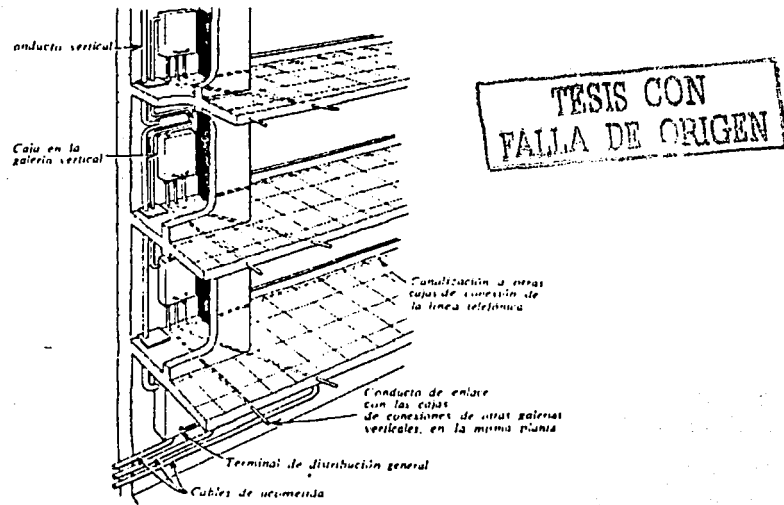 onducto vertical
Caja en la
galería vertical
TESIS CON
FALLA DE ORIGEN
Canalización a otras
cajas de conexión de
la línea telefónica
Conducto de enlace
con las cajas
de conexiones de otras galerías
verticales, en la misma planta
Terminal de distribución general
Cables de acometida